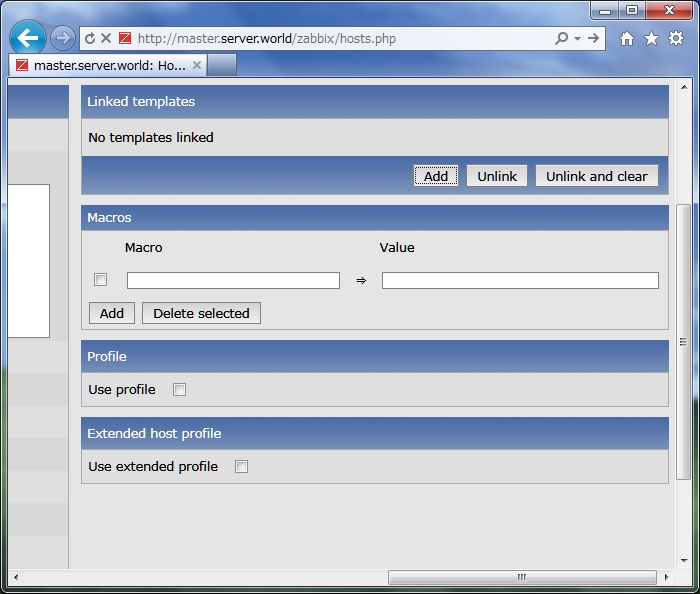 http://master.server.world/zabbix/hosts.php
master.server.world: Ho...
Linked templates
No templates linked
Add Unlink Unlink and clear
Macros
Macro Value
⇒
Add Delete selected
Profile
Use profile
Extended host profile
Use extended profile